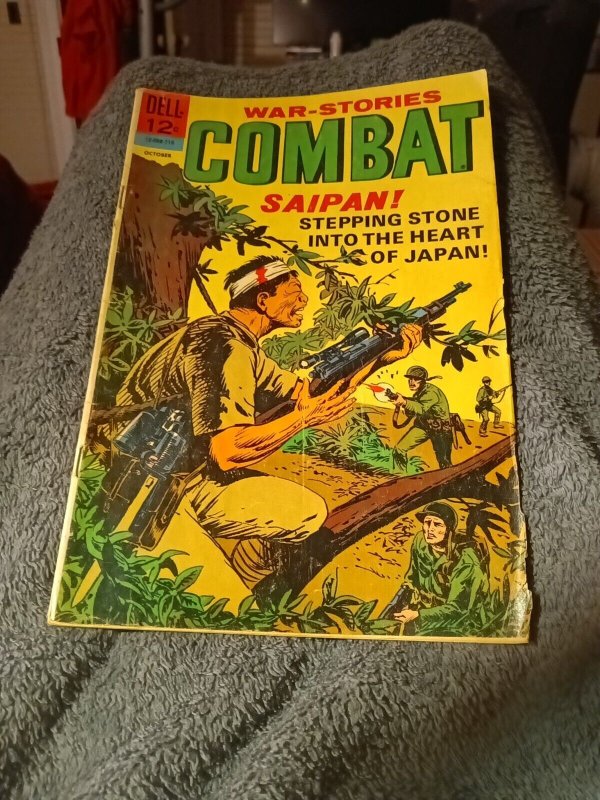 DELL
12¢
OCTOBER
WAR-STORIES
COMBAT
SAIPAN!
STEPPING STONE
INTO THE HEART
OF JAPAN!